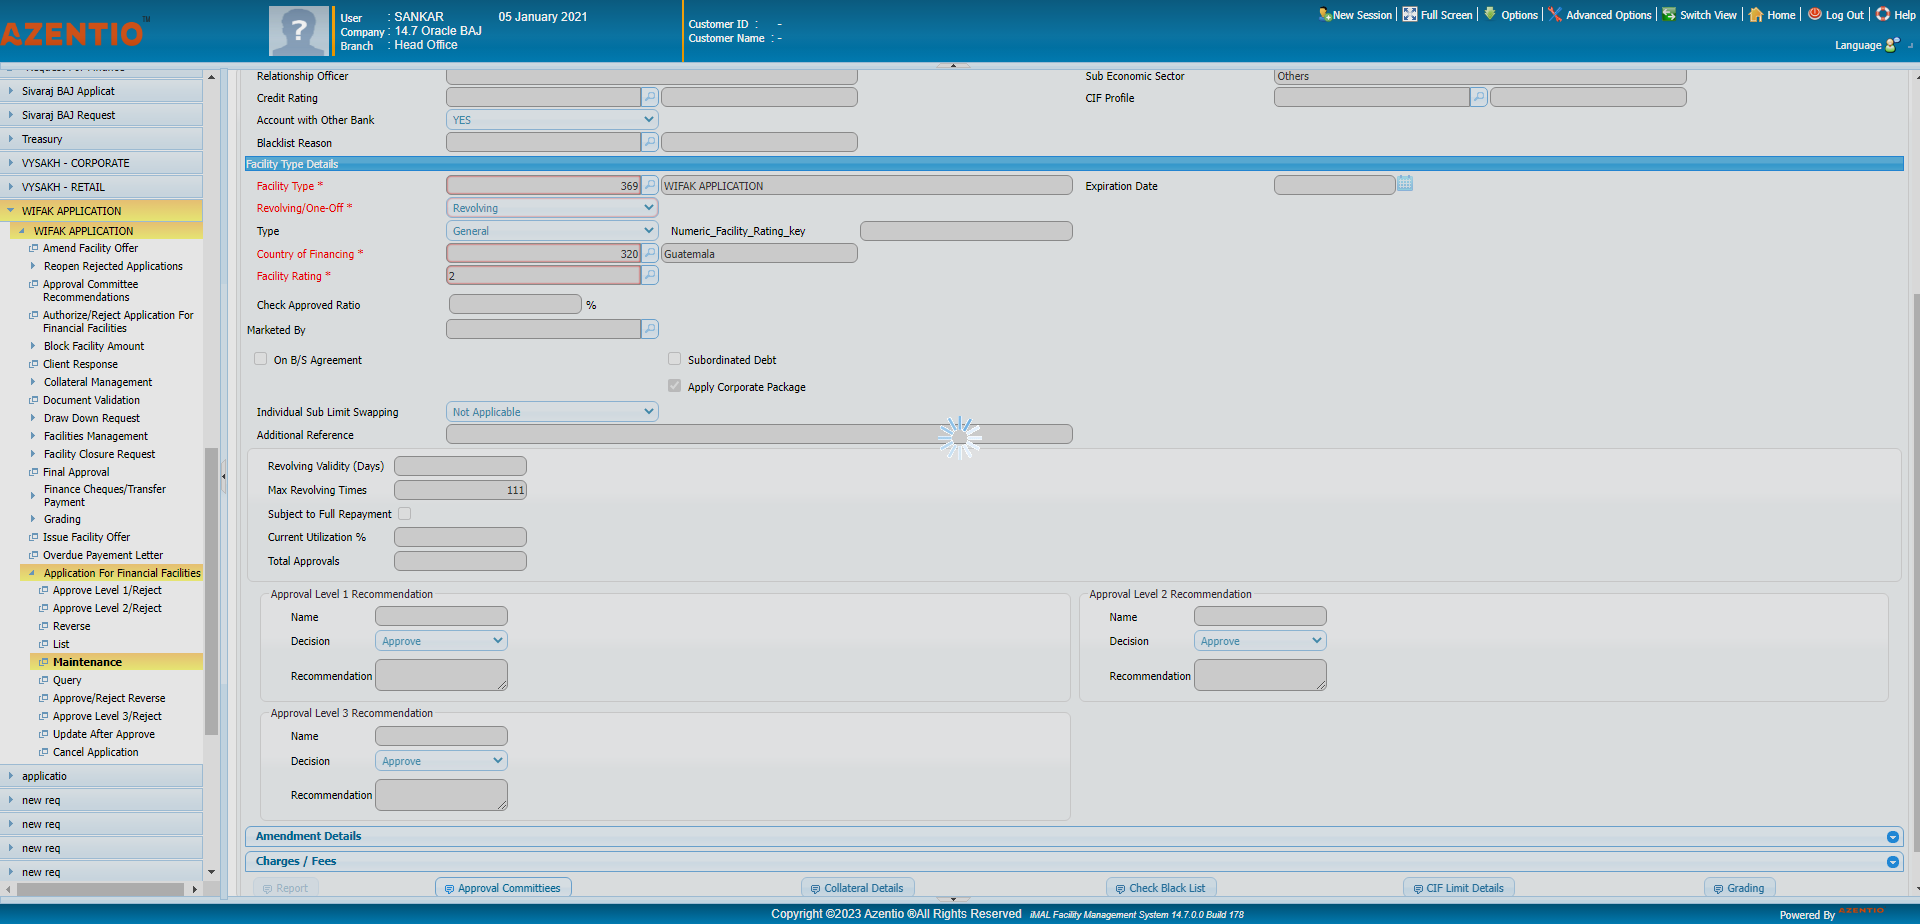 AZENTIO™
User : SANKAR 05 January 2021
Company : 14.7 Oracle BAJ
Branch : Head Office
Customer ID : -
Customer Name : -
New Session Full Screen Options Advanced Options Switch View Home Log Out Help
Language
Sivaraj BAJ Applicat
Sivaraj BAJ Request
Treasury
VYSAKH - CORPORATE
VYSAKH - RETAIL
WIFAK APPLICATION
WIFAK APPLICATION
Amend Facility Offer
Reopen Rejected Applications
Approval Committee
Recommendations
Authorize/Reject Application For
Financial Facilities
Block Facility Amount
Client Response
Collateral Management
Document Validation
Draw Down Request
Facilities Management
Facility Closure Request
Final Approval
Finance Cheques/Transfer
Payment
Grading
Issue Facility Offer
Overdue Payment Letter
Application For Financial Facilities
Approve Level 1/Reject
Approve Level 2/Reject
Reverse
List
Maintenance
Query
Approve/Reject Reverse
Approve Level 3/Reject
Update After Approve
Cancel Application
applicatio
new req
new req
new req
new req
Relationship Officer
Sub Economic Sector Others
Credit Rating
CIF Profile
Account with Other Bank YES
Blacklist Reason
Facility Type Details
Facility Type * 369 WIFAK APPLICATION Expiration Date
Revolving/One-Off * Revolving
Type General Numeric_Facility_Rating_key
Country of Financing * 320 Guatemala
Facility Rating * 2
Check Approved Ratio %
Marketed By
On B/S Agreement Subordinated Debt
Apply Corporate Package
Individual Sub Limit Swapping Not Applicable
Additional Reference
Revolving Validity (Days)
Max Revolving Times 111
Subject to Full Repayment
Current Utilization %
Total Approvals
Approval Level 1 Recommendation
Name
Decision Approve
Recommendation
Approval Level 2 Recommendation
Name
Decision Approve
Recommendation
Approval Level 3 Recommendation
Name
Decision Approve
Recommendation
Amendment Details
Charges / Fees
Report Approval Committees Collateral Details Check Black List CIF Limit Details Grading
Copyright ©2023 Azentio ®All Rights Reserved iMAL Facility Management System 14.7.0.0 Build 178
Powered By AZENTIO